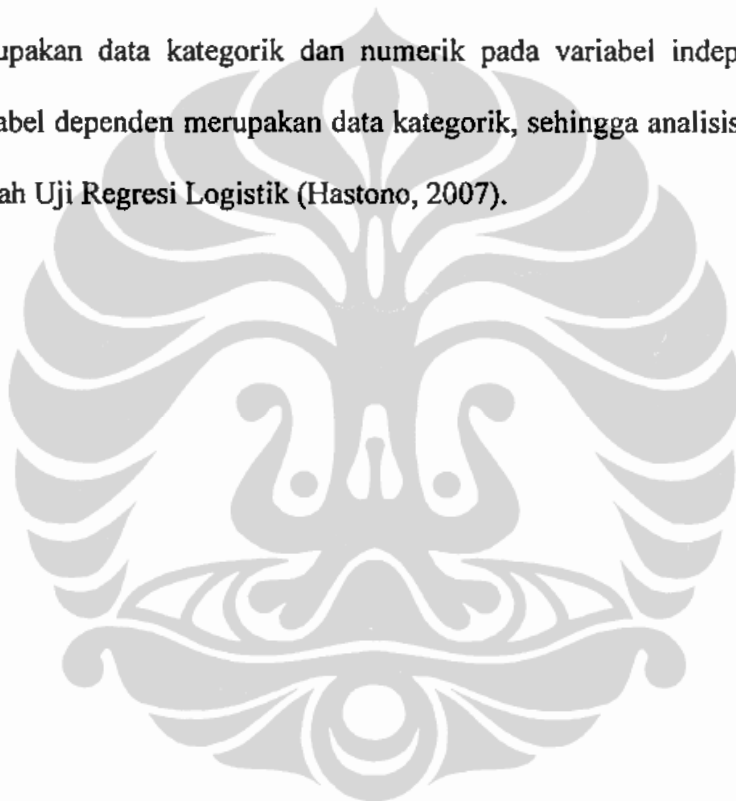 upakan data kategorik dan numerik pada variabel indep
abel dependen merupakan data kategorik, sehingga analisis
ah Uji Regresi Logistik (Hastono, 2007).